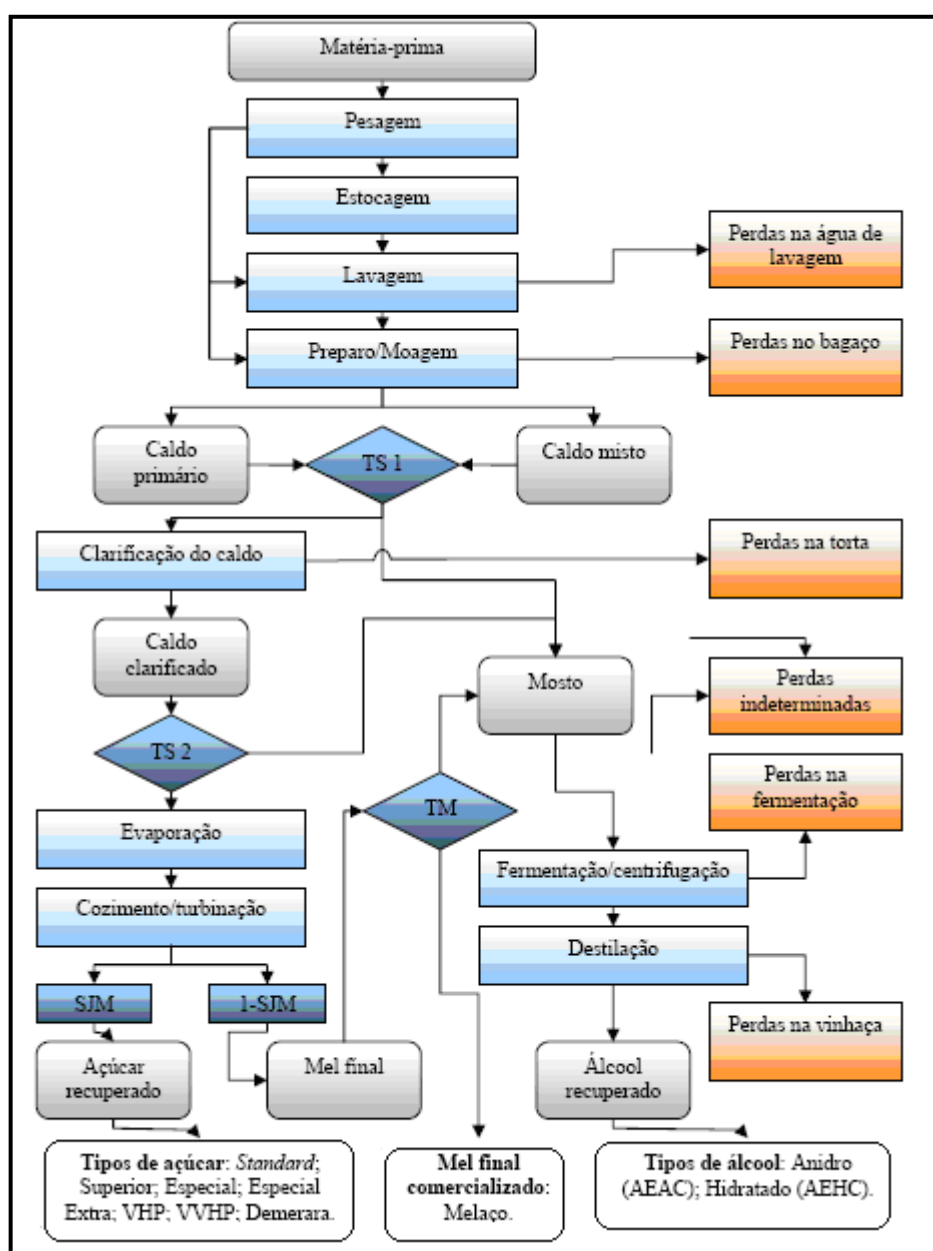 Matéria-prima
Pesagem
Estocagem
Perdas na água de
lavagem
Lavagem
Preparo/Moagem
Perdas no bagaço
Caldo
primário
TS 1
Caldo misto
Clarificação do caldo
Perdas na torta
Caldo
clarificado
Mosto
Perdas
indeterminadas
TS 2
TM
Perdas na
fermentação
Evaporação
Fermentação/centrifugação
Cozimento/turbinação
Destilação
SJM
1-SJM
Perdas na vinhaça
Açúcar
recuperado
Mel final
Álcool
recuperado
Tipos de açúcar: Standard;
Superior; Especial; Especial
Extra; VHP; VVHP; Demerara.
Mel final
comercializado:
Melaço.
Tipos de álcool: Anidro
(AEAC); Hidratado (AEHC).